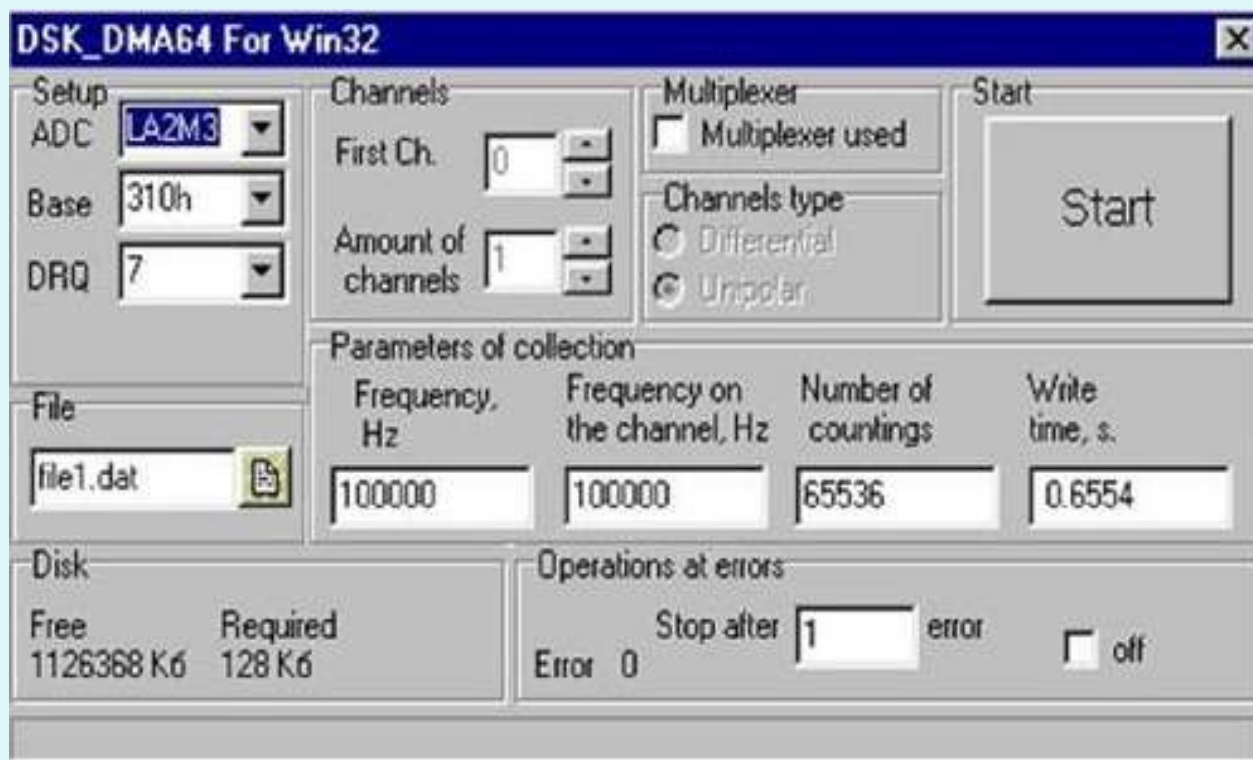 DSK_DMA64 For Win32
Setup
ADC LA2M3
Base 310h
DRQ 7
Channels
First Ch. 0
Amount of
channels 1
Multiplexer
Multiplexer used
Channels type
Differential
Unipolar
Start
Start
File
file1.dat
Parameters of collection
Frequency,
Hz
100000
Frequency on
the channel, Hz
100000
Number of
countings
65536
Write
time, s.
0.6554
Disk
Free Required
1126368 Кб 128 Кб
Operations at errors
Stop after 1 error
Error 0
off